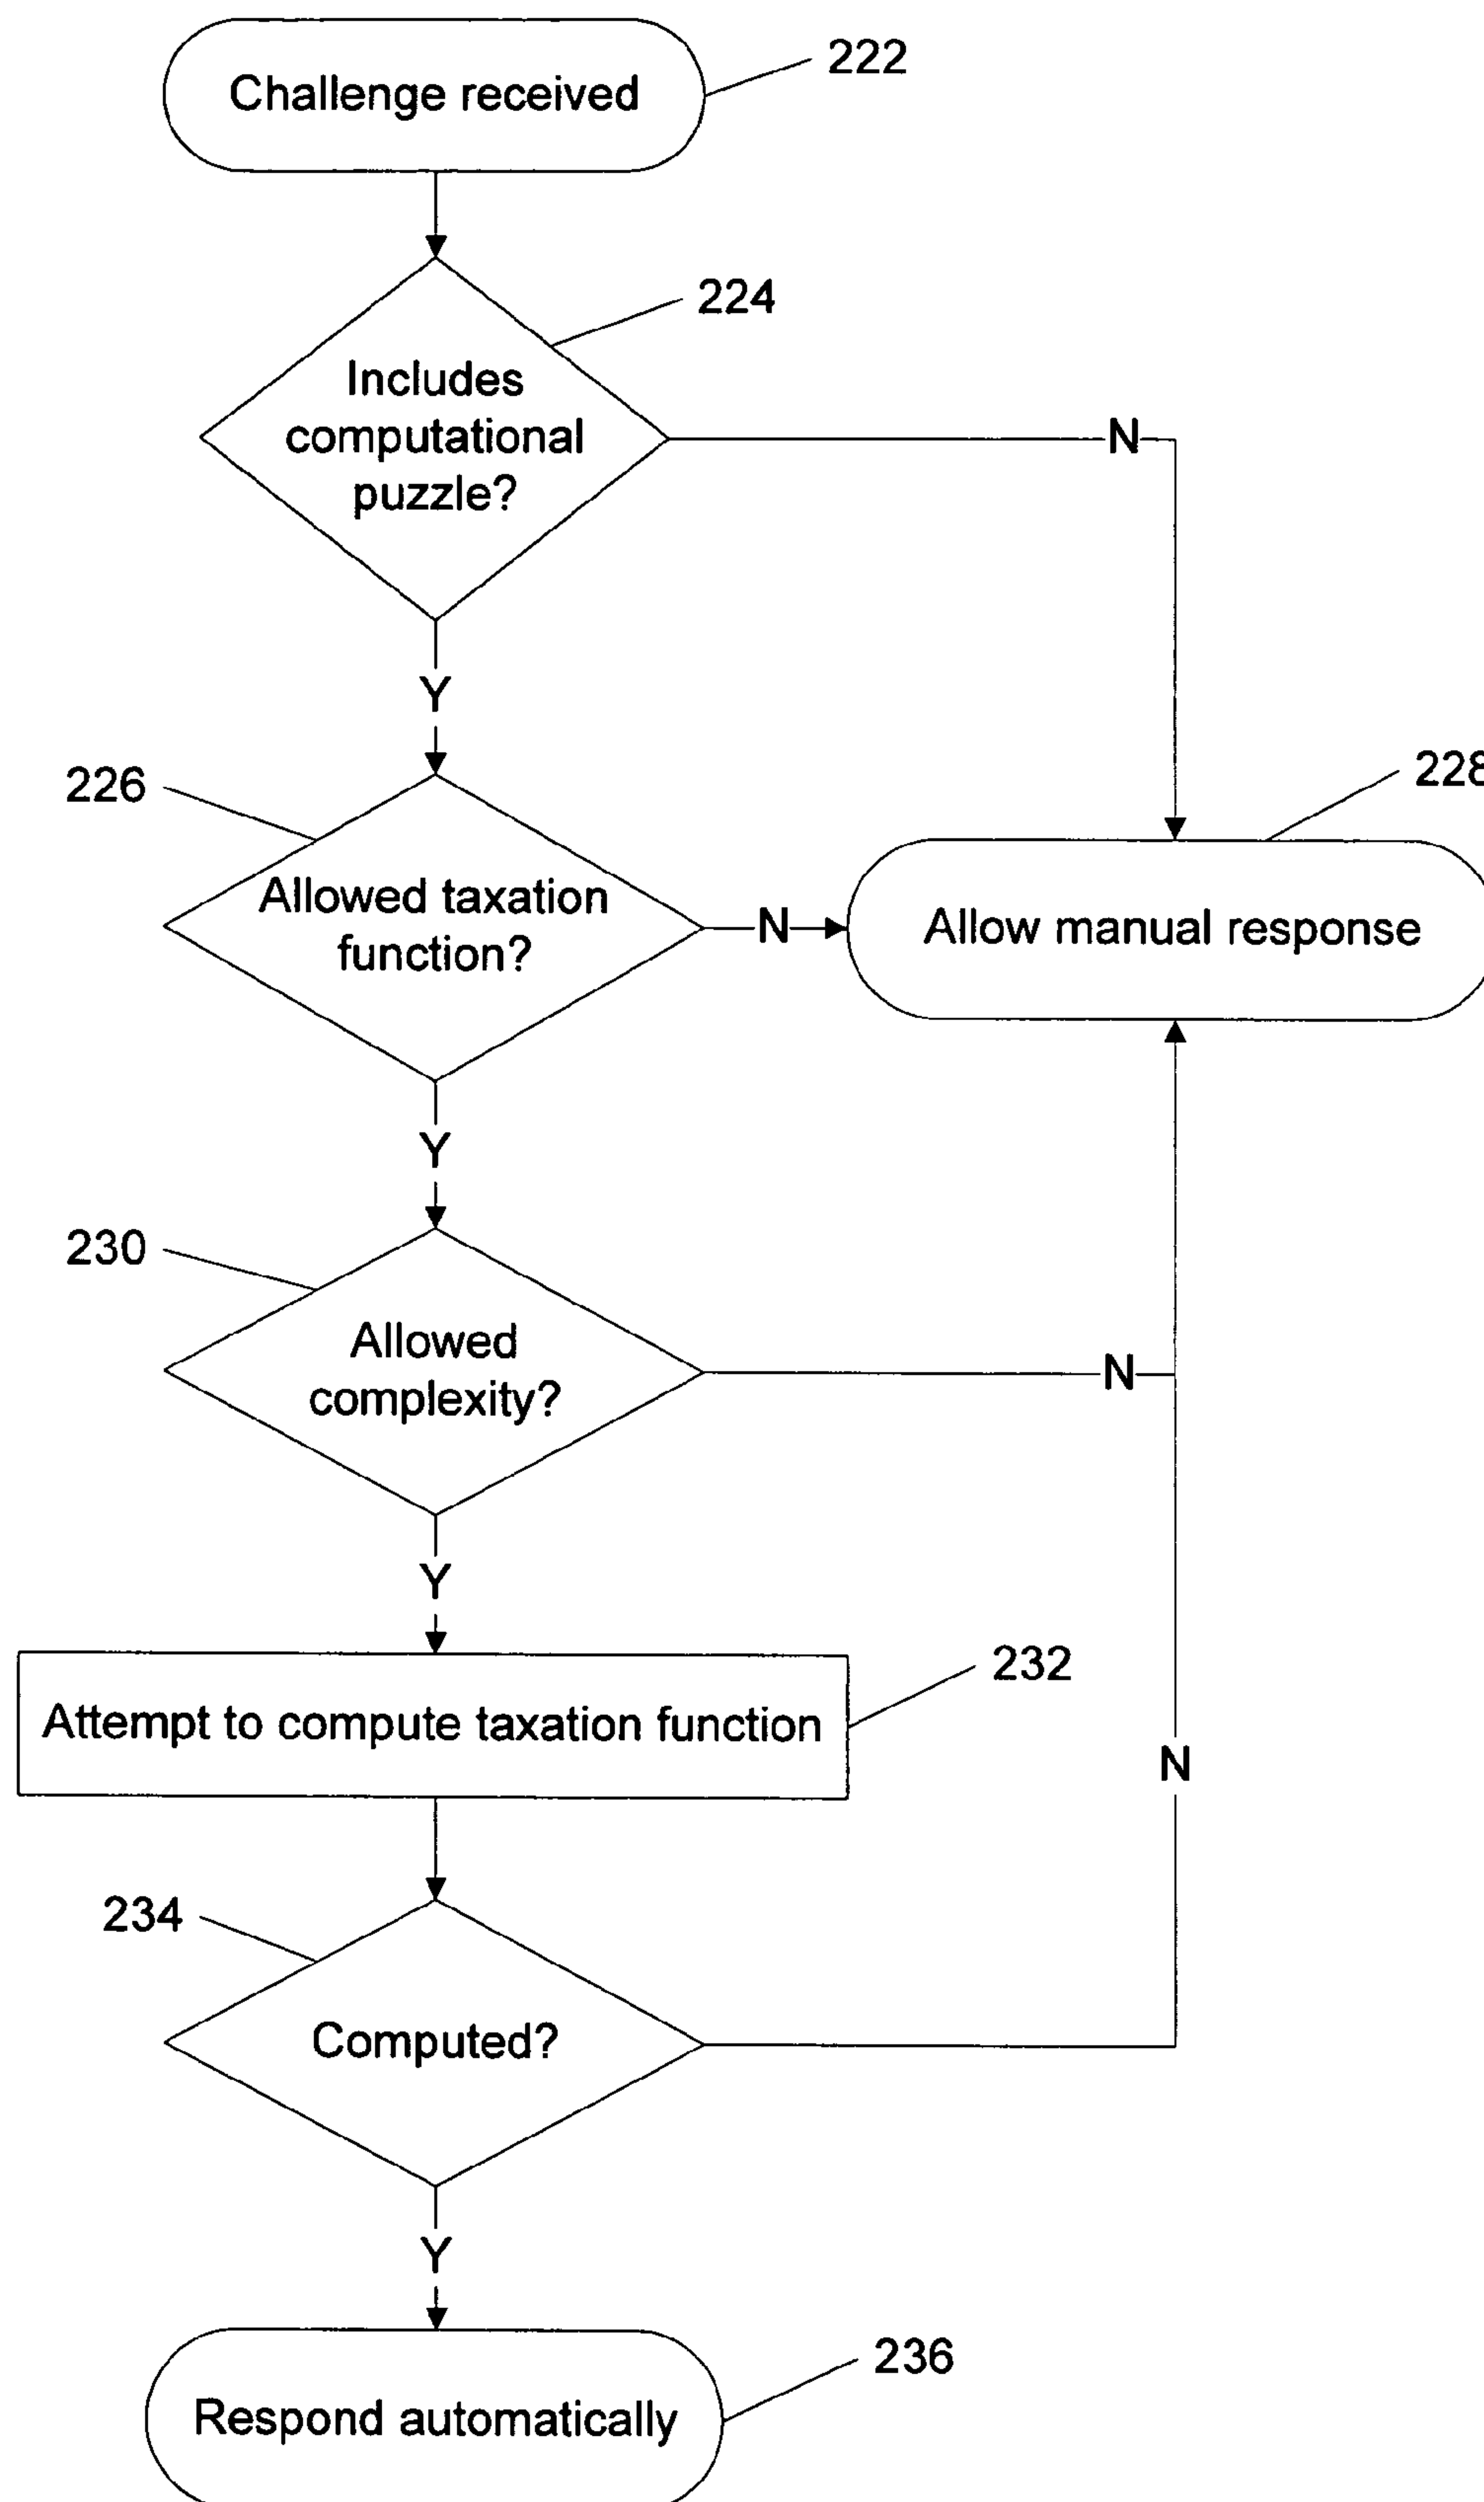 Challenge received
222
224
Includes
computational
puzzle?
N
Y
226
228
Allowed taxation
function?
N
Allow manual response
Y
230
Allowed
complexity?
N
Y
232
Attempt to compute taxation function
N
234
Computed?
Y
236
Respond automatically